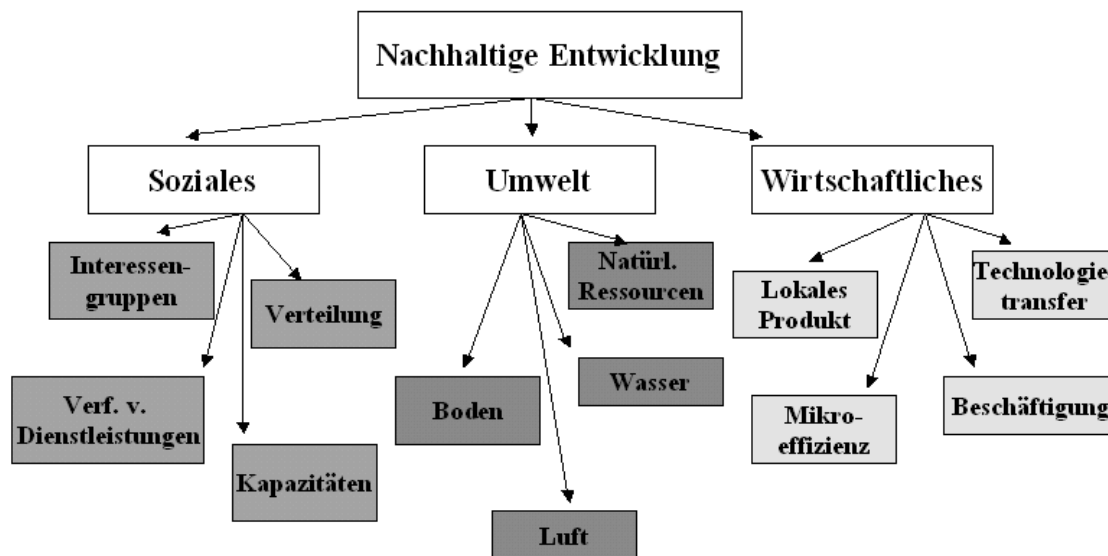 Nachhaltige Entwicklung
Soziales
Umwelt
Wirtschaftliches
Interessen-
gruppen
Verteilung
Verf. v.
Dienstleistungen
Kapazitäten
Natürl.
Ressourcen
Wasser
Boden
Luft
Lokales
Produkt
Technologie-
transfer
Mikro-
effizienz
Beschäftigung